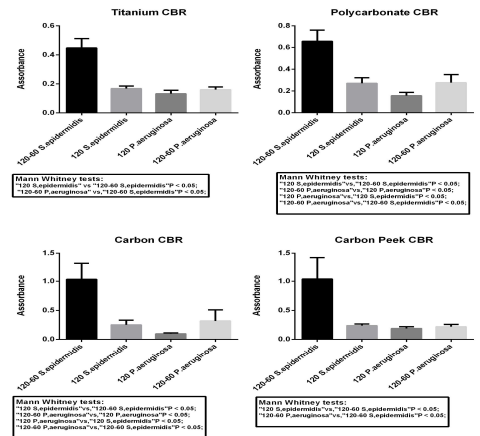 Titanium CBR
Absorbance
0.6
0.4
0.2
0.0
120-60 S.epidermidis
120 S.epidermidis
120 P.aeruginosa
120-60 P.aeruginosa
Mann Whitney tests:
"120 S,epidermidis" vs "120-60 S,epidermidis"P < 0.05;
"120-60 P,aeruginosa" vs,"120-60 S,epidermidis"P < 0.05;
Polycarbonate CBR
Absorbance
0.8
0.6
0.4
0.2
0.0
120-60 S.epidermidis
120 S.epidermidis
120 P.aeruginosa
120-60 P.aeruginosa
Mann Whitney tests:
"120 S,epidermidis"vs,"120-60 S,epidermidis"P < 0.05;
"120-60 P,aeruginosa"vs,"120 P,aeruginosa"P < 0.05;
"120 P,aeruginosa"vs,"120 S,epidermidis"P < 0.05;
"120-60 P,aeruginosa"vs,"120-60 S,epidermidis"P < 0.05;
Carbon CBR
Absorbance
1.5
1.0
0.5
0.0
120-60 S.epidermidis
120 S.epidermidis
120 P.aeruginosa
120-60 P.aeruginosa
Mann Whitney tests:
"120 S,epidermidis"vs,"120-60 S,epidermidis"P < 0.05;
"120-60 P,aeruginosa"vs,"120 P,aeruginosa"P < 0.05;
"120 P,aeruginosa"vs,"120 S,epidermidis"P < 0.05;
"120-60 P,aeruginosa"vs,"120-60 S,epidermidis"P < 0.05;
Carbon Peek CBR
Absorbance
1.5
1.0
0.5
0.0
120-60 S.epidermidis
120 S.epidermidis
120 P.aeruginosa
120-60 P.aeruginosa
Mann Whitney tests:
"120 S,epidermidis"vs,"120-60 S,epidermidis"P < 0.05;
"120-60 P,aeruginosa"vs,"120-60 S,epidermidis"P < 0.05;